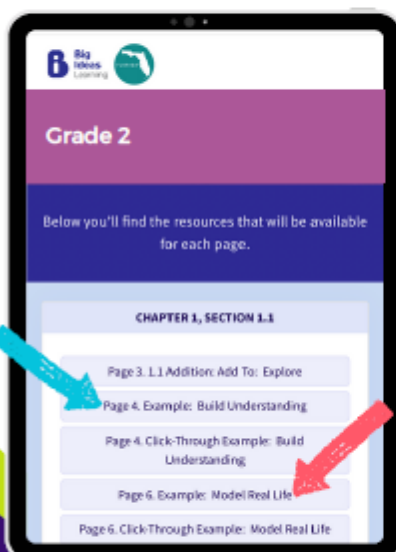 Big
Ideas
Learning
Grade 2
Below you'll find the resources that will be available
for each page.
CHAPTER 1, SECTION 1.1
Page 3. 1.1 Addition: Add To: Explore
Page 4. Example: Build Understanding
Page 4. Click-Through Example: Build
Understanding
Page 6. Example: Model Real Life
Page 6. Click-Through Example: Model Real Life